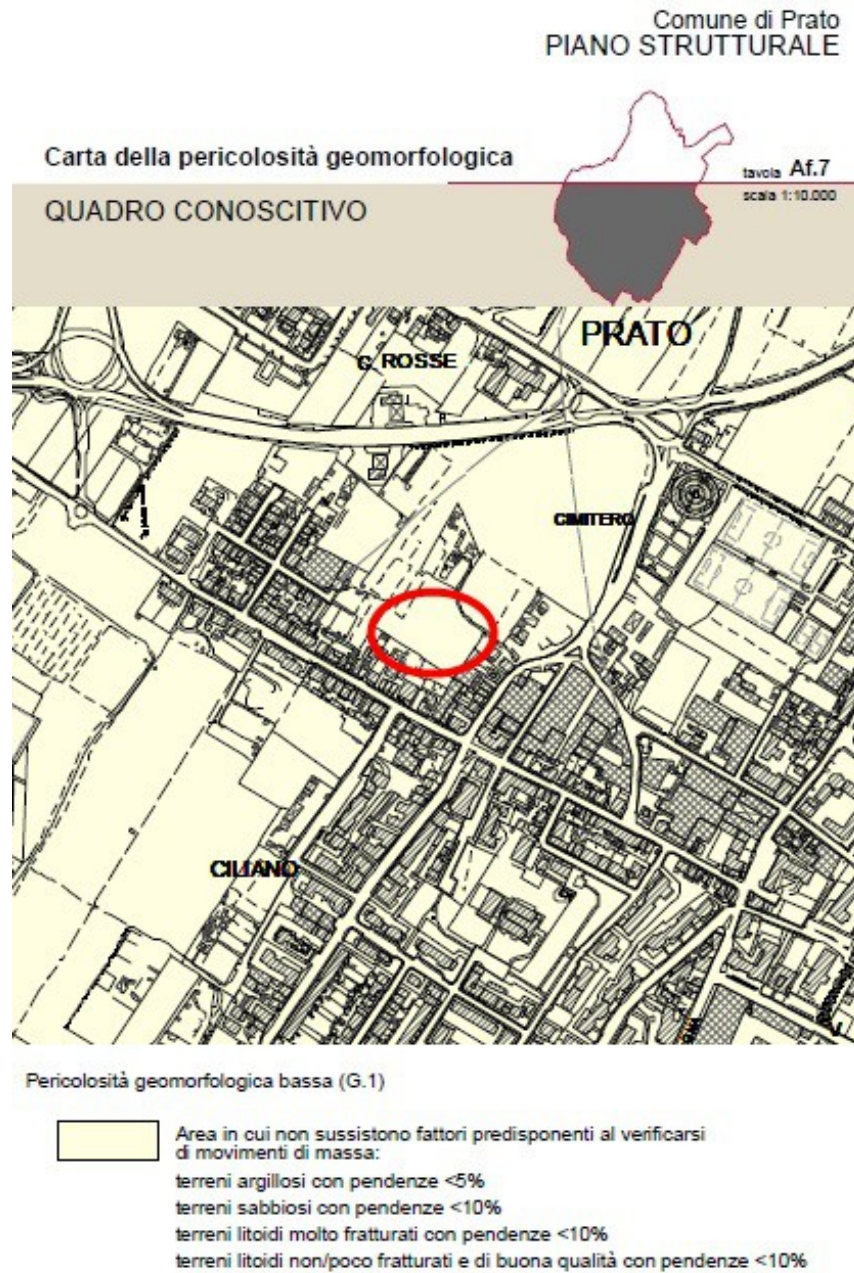 Comune di Prato
PIANO STRUTTURALE
Carta della pericolosità geomorfologica
tavola Af.7
QUADRO CONOSCITIVO
scala 1:10.000
PRATO
C. ROSSE
CIMITERO
CILIANO
Pericolosità geomorfologica bassa (G.1)
Area in cui non sussistono fattori predisponenti al verificarsi
di movimenti di massa:
terreni argillosi con pendenze <5%
terreni sabbiosi con pendenze <10%
terreni litoidi molto fratturati con pendenze <10%
terreni litoidi non/poco fratturati e di buona qualità con pendenze <10%